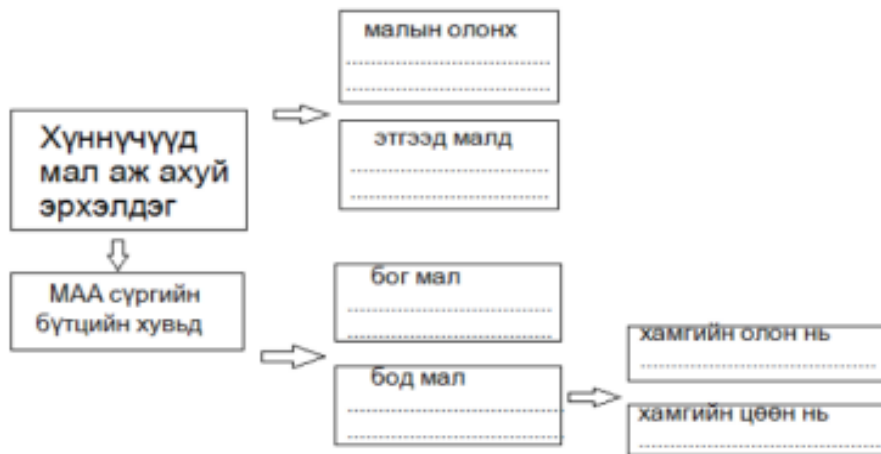 малын олонх
этгээд малд
Хүннүчүүд
мал аж ахуй
эрхэлдэг
МАА сүргийн
бүтцийн хувьд
бог мал
бод мал
хамгийн олон нь
хамгийн цөөн нь